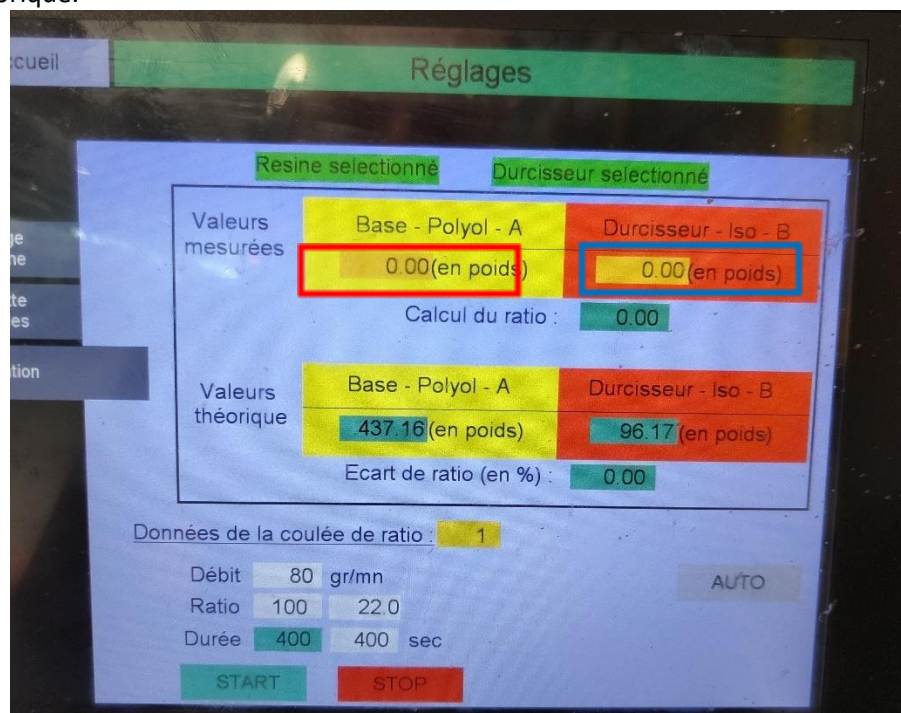 ccueil
Réglages
Resine selectionné Durcisseur selectionné
Valeurs mesurées
Base - Polyol - A Durcisseur - Iso - B
0.00 (en poids) 0.00 (en poids)
Calcul du ratio : 0.00
Valeurs théorique
Base - Polyol - A Durcisseur - Iso - B
437.16 (en poids) 96.17 (en poids)
Ecart de ratio (en %) : 0.00
Données de la coulée de ratio : 1
Débit 80 gr/mn
AUTO
Ratio 100 22.0
Durée 400 400 sec
START STOP